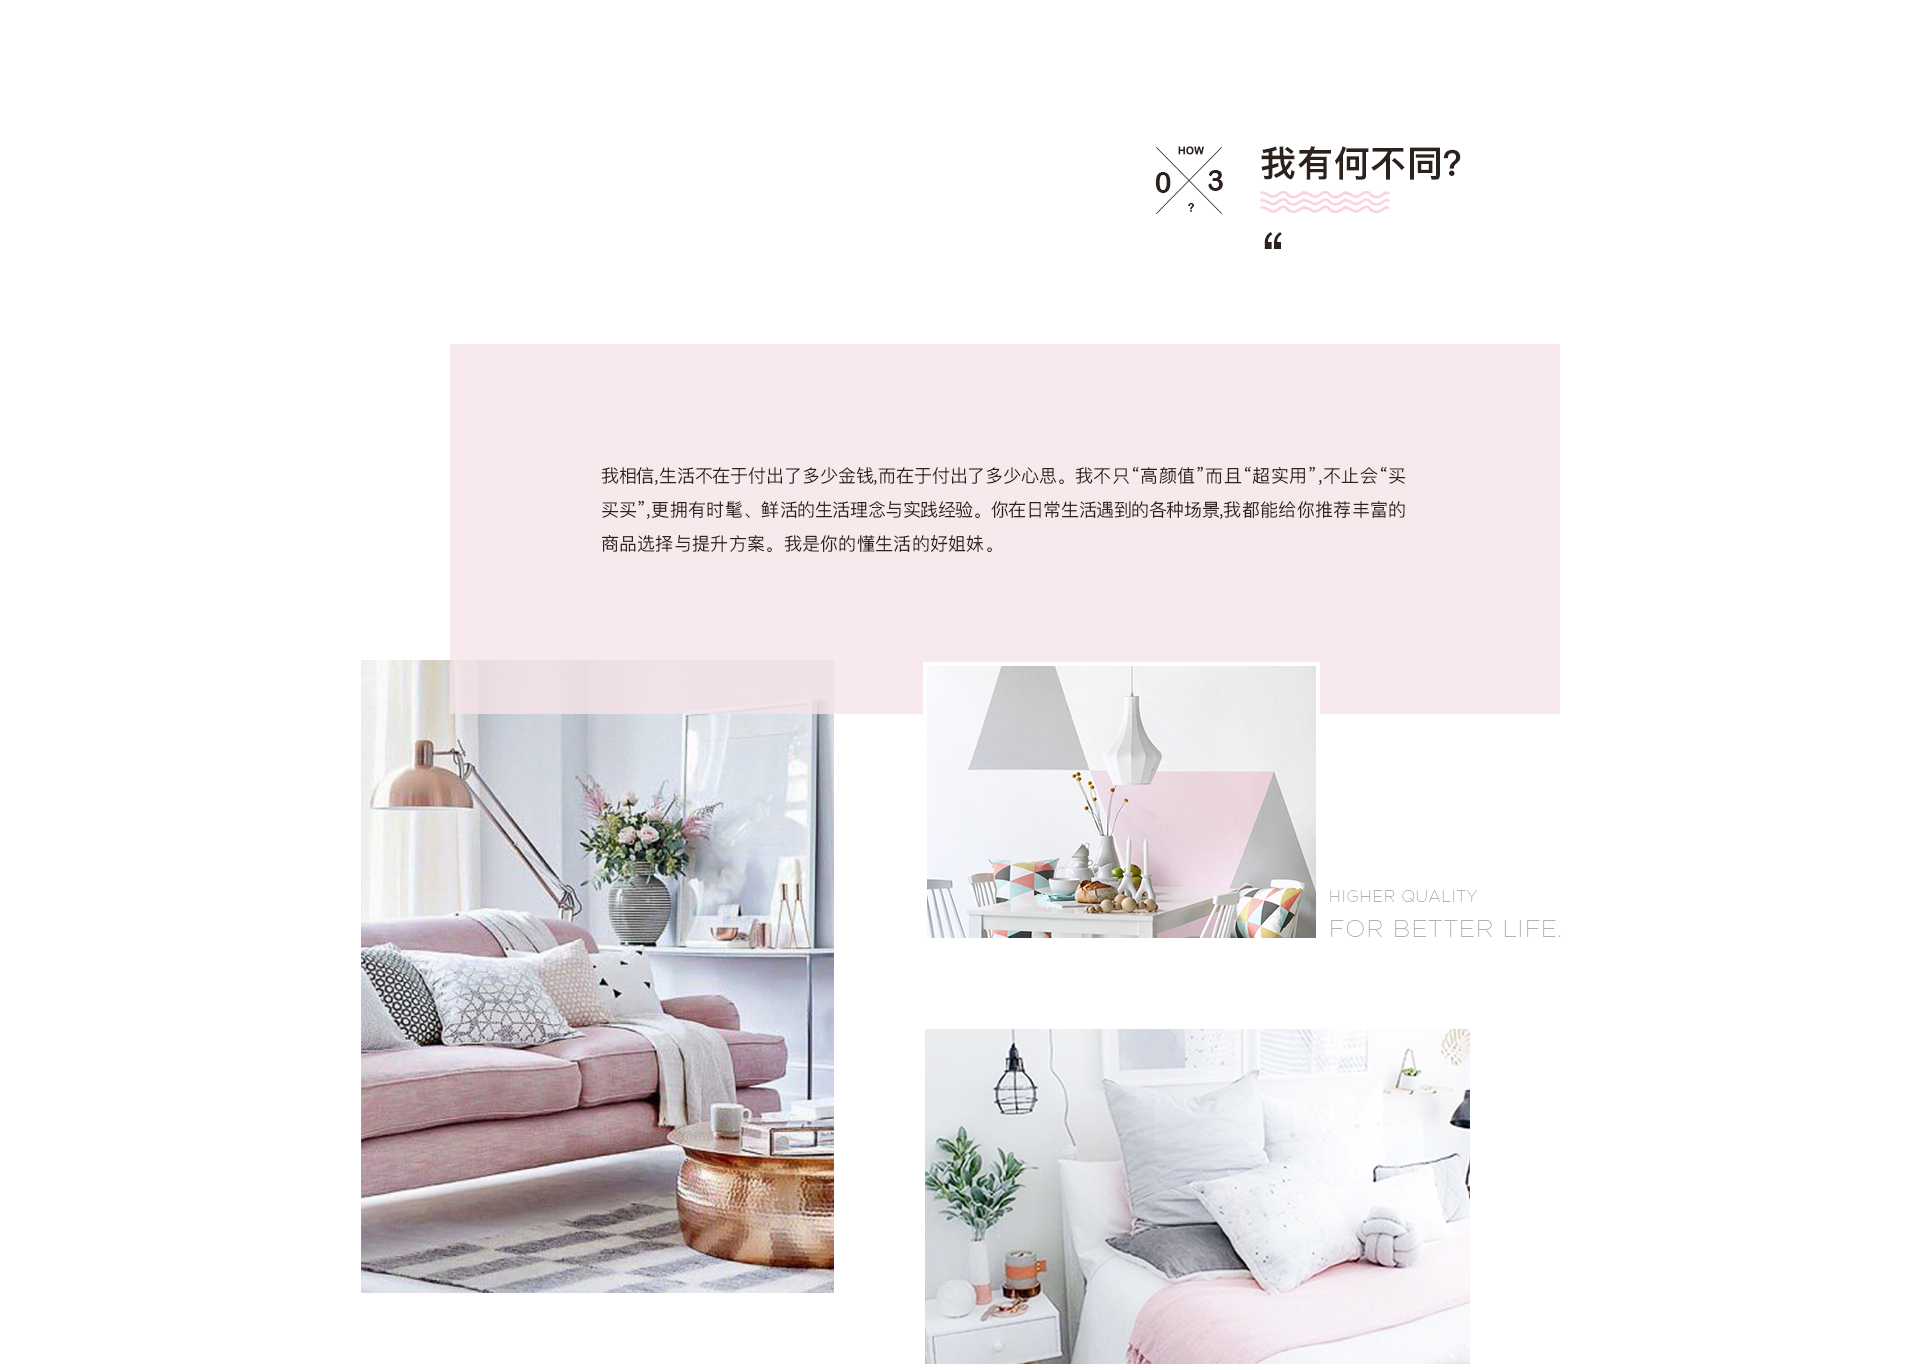 HOW
0 3
?
我有何不同?
“
我相信,生活不在于付出了多少金钱,而在于付出了多少心思。我不只“高颜值”而且“超实用”,不止会“买
买买”,更拥有时髦、鲜活的生活理念与实践经验。你在日常生活遇到的各种场景,我都能给你推荐丰富的
商品选择与提升方案。我是你的懂生活的好姐妹。
HIGHER QUALITY
FOR BETTER LIFE.